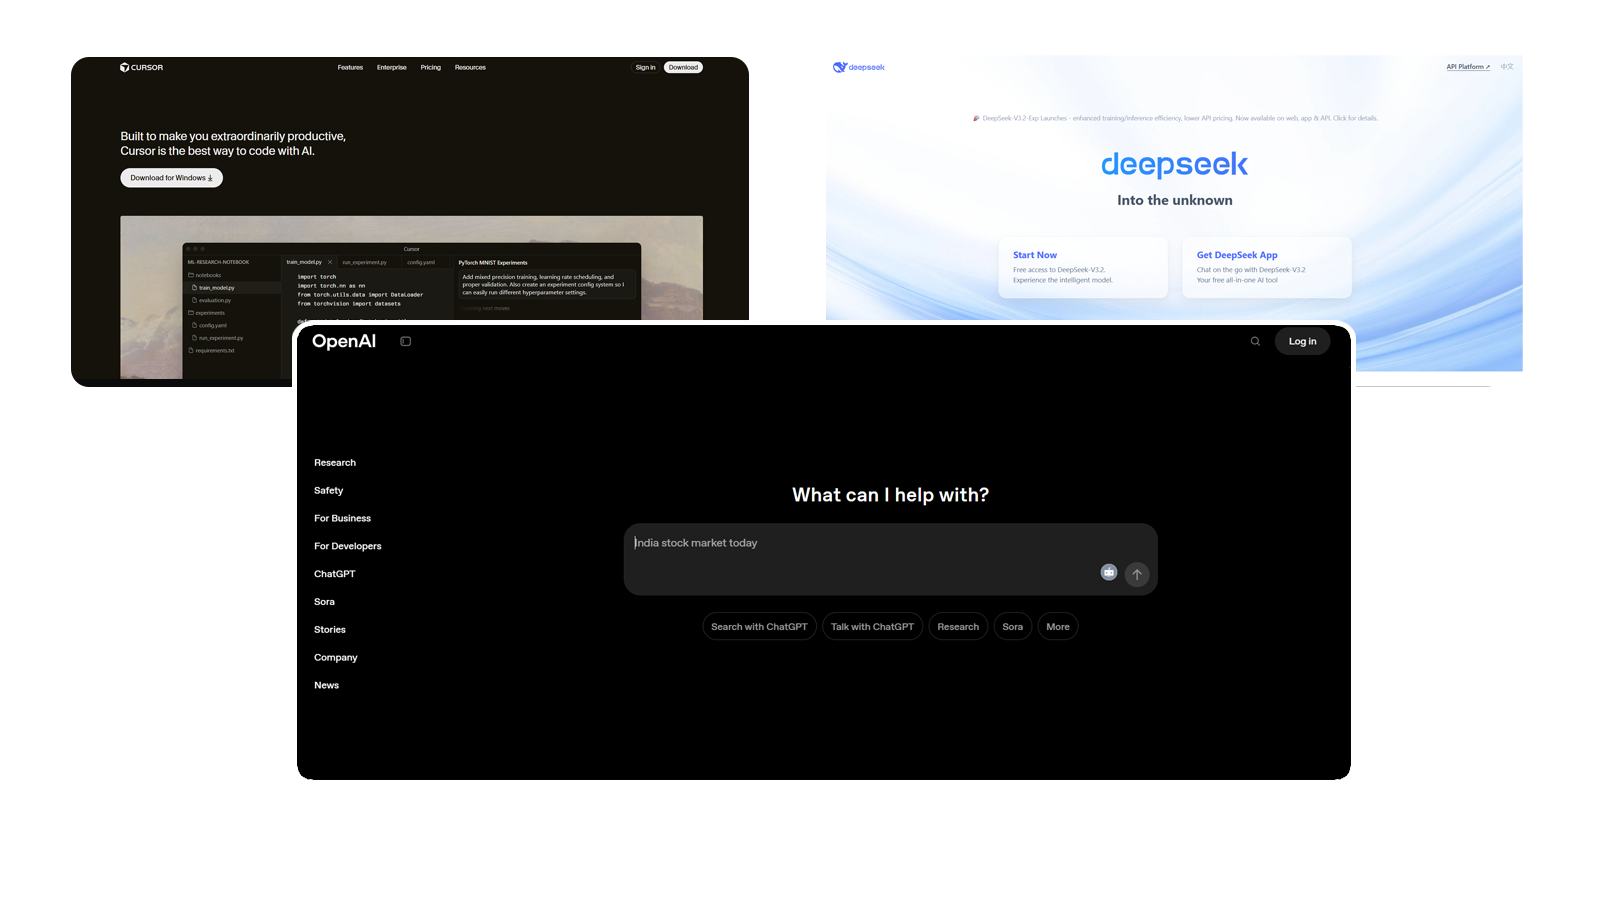 CURSOR
Features Enterprise Pricing Resources
Sign in Download
Built to make you extraordinarily productive,
Cursor is the best way to code with AI.
Download for Windows
Cursor
ML-RESEARCH-NOTEBOOK
notebooks
train_model.py
evaluation.py
experiments
config.yaml
run_experiment.py
requirements.txt
train_model.py × run_experiment.py config.yaml
import torch
import torch.nn as nn
from torch.utils.data import DataLoader
from torchvision import datasets
PyTorch MNIST Experiments
Add mixed precision training, learning rate scheduling, and
proper validation. Also create an experiment config system so I
can easily run different hyperparameter settings.
next moves
deepseek
API Platform ↗ 中文
DeepSeek-V3.2-Exp Launches - enhanced training/inference efficiency, lower API pricing. Now available on web, app & API. Click for details.
deepseek
Into the unknown
Start Now
Free access to DeepSeek-V3.2.
Experience the intelligent model.
Get DeepSeek App
Chat on the go with DeepSeek-V3.2
Your free all-in-one AI tool
OpenAI
Log in
Research
Safety
For Business
For Developers
ChatGPT
Sora
Stories
Company
News
What can I help with?
India stock market today
Search with ChatGPT Talk with ChatGPT Research Sora More